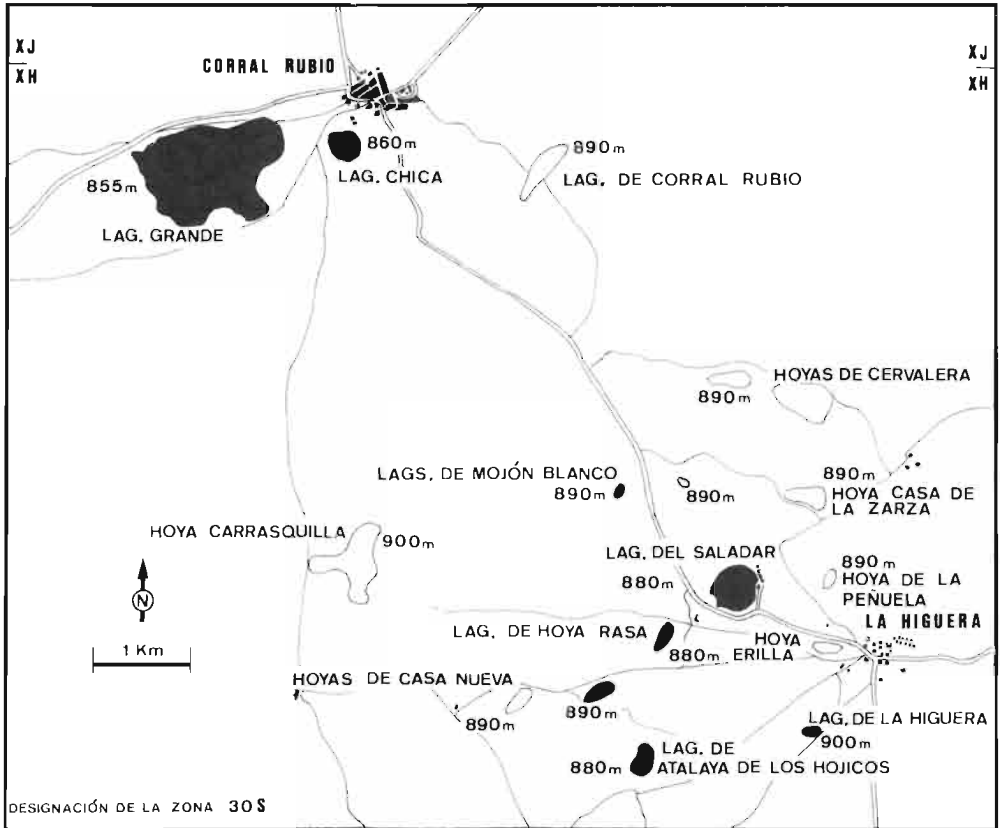 XJ
XH
XJ
XH
CORRAL RUBIO
860m
LAG. CHICA
890m
LAG. DE CORRAL RUBIO
855m
LAG. GRANDE
HOYAS DE CERVALERA
890m
LAGS. DE MOJÓN BLANCO
890m
890m
890m
HOYA CASA DE
LA ZARZA
HOYA CARRASQUILLA
900m
LAG. DEL SALADAR
880m
890m
HOYA DE LA
PEÑUELA
LA HIGUERA
N
1 Km
LAG. DE HOYA RASA
880m
HOYA
ERILLA
HOYAS DE CASA NUEVA
890m
890m
LAG. DE LA HIGUERA
900m
LAG. DE
ATALAYA DE LOS HOJICOS
880m
DESIGNACIÓN DE LA ZONA 30S